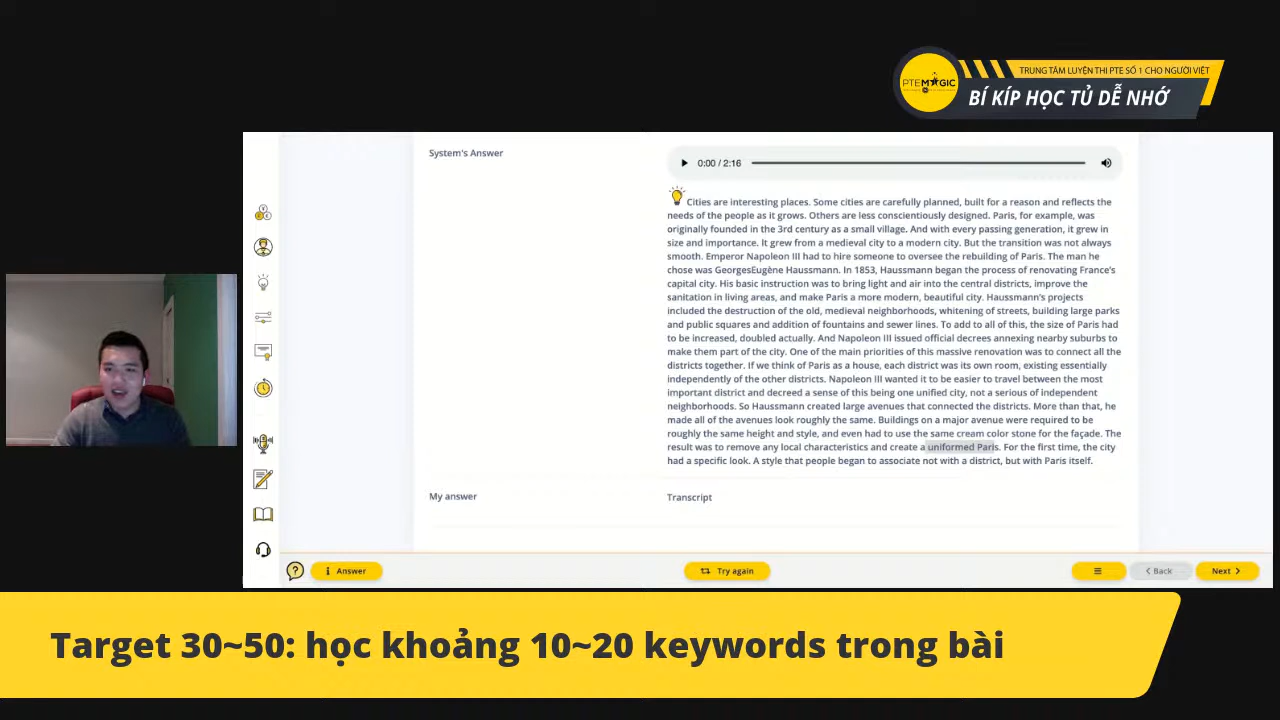 TRUNG TÂM LUYỆN THI PTE SỐ 1 CHO NGƯỜI VIỆT
PTEMAGIC
BÍ KÍP HỌC TỦ DỄ NHỚ
System's Answer
0:00 / 2:16
Cities are interesting places. Some cities are carefully planned, built for a reason and reflects the
needs of the people as it grows. Others are less conscientiously designed. Paris, for example, was
originally founded in the 3rd century as a small village. And with every passing generation, it grew in
size and importance. It grew from a medieval city to a modern city. But the transition was not always
smooth. Emperor Napoleon III had to hire someone to oversee the rebuilding of Paris. The man he
chose was GeorgesEugène Haussmann. In 1853, Haussmann began the process of renovating France's
capital city. His basic instruction was to bring light and air into the central districts, improve the
sanitation in living areas, and make Paris a more modern, beautiful city. Haussmann's projects
included the destruction of the old, medieval neighborhoods, whitening of streets, building large parks
and public squares and addition of fountains and sewer lines. To add to all of this, the size of Paris had
to be increased, doubled actually. And Napoleon III issued official decrees annexing nearby suburbs to
make them part of the city. One of the main priorities of this massive renovation was to connect all the
districts together. If we think of Paris as a house, each district was its own room, existing essentially
independently of the other districts. Napoleon III wanted it to be easier to travel between the most
important district and decreed a sense of this being one unified city, not a serious of independent
neighborhoods. So Haussmann created large avenues that connected the districts. More than that, he
made all of the avenues look roughly the same. Buildings on a major avenue were required to be
roughly the same height and style, and even had to use the same cream color stone for the façade. The
result was to remove any local characteristics and create a uniformed Paris. For the first time, the city
had a specific look. A style that people began to associate not with a district, but with Paris itself.
My answer
Transcript
? i Answer
Try again
Back
Next
Target 30~50: học khoảng 10~20 keywords trong bài